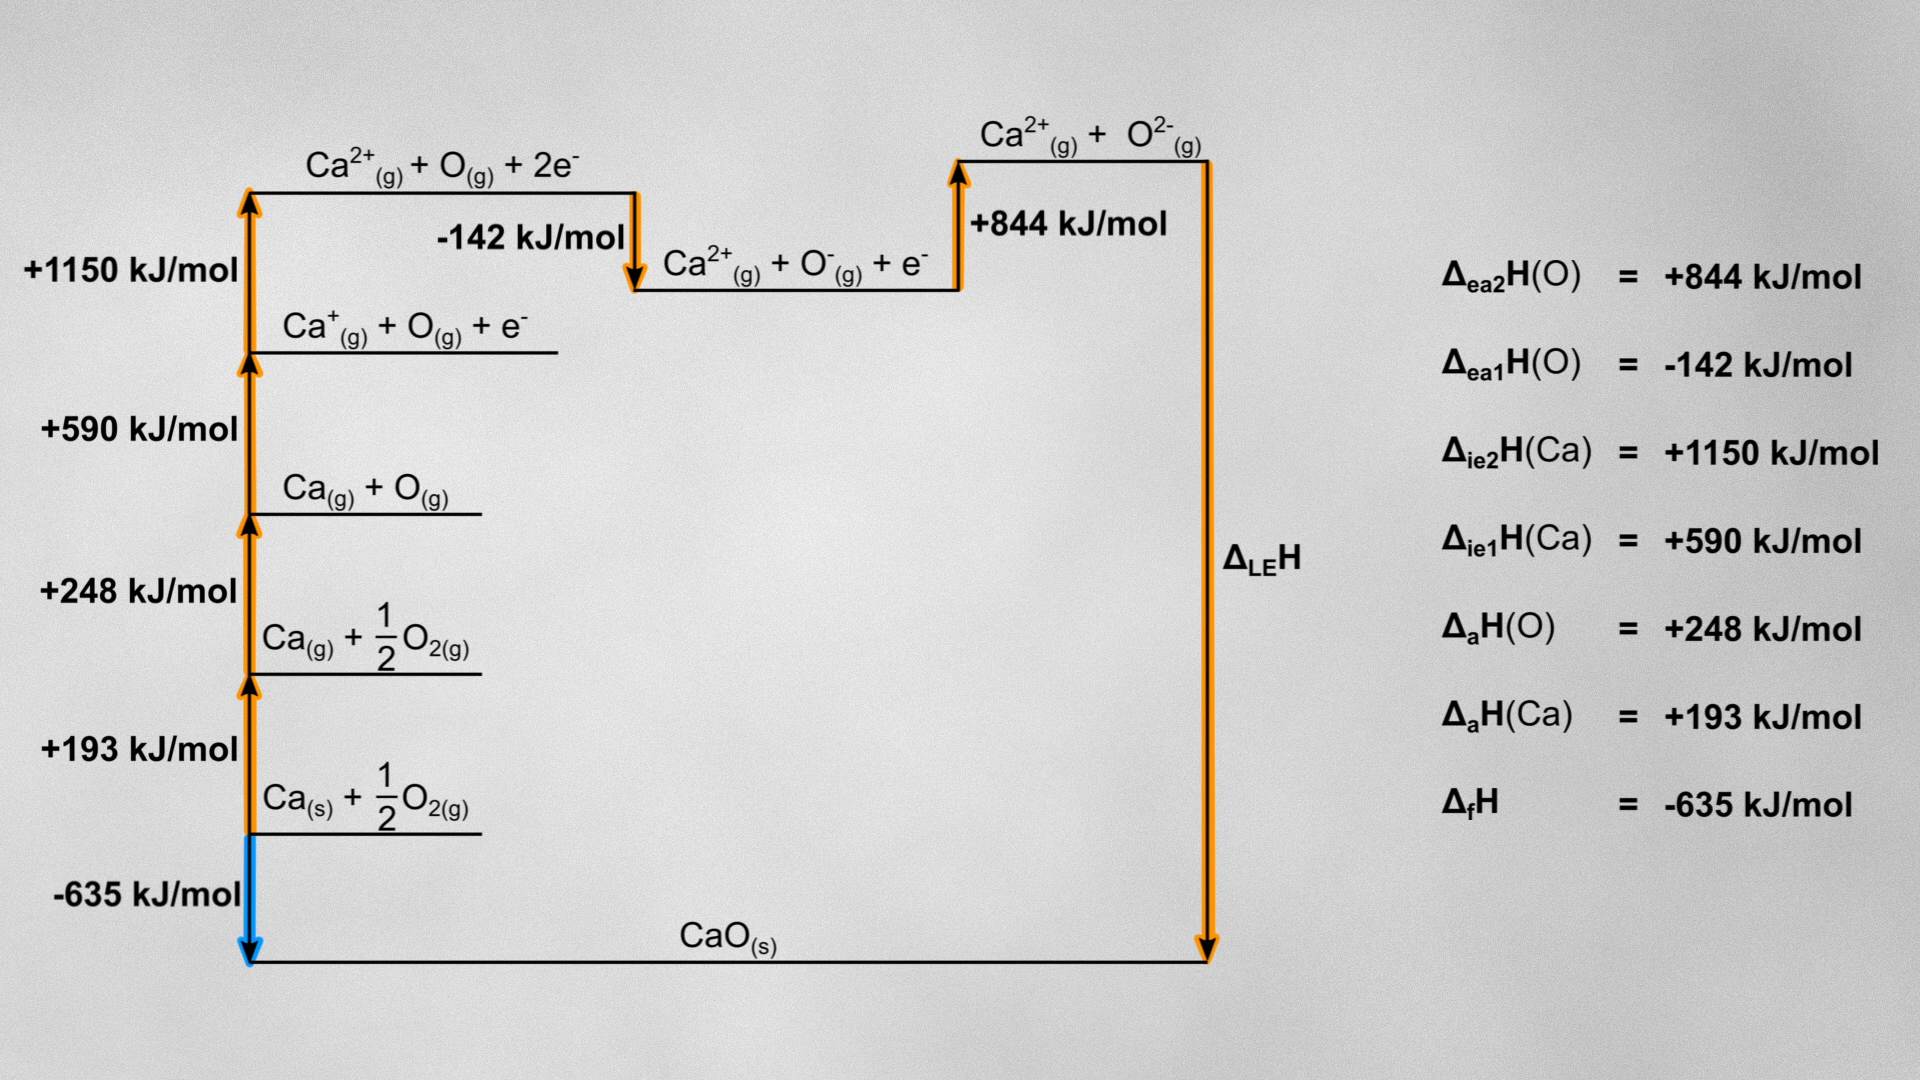 Ca²⁺(g) + O²⁻(g)
Ca²⁺(g) + O(g) + 2e⁻
+844 kJ/mol
-142 kJ/mol
Ca²⁺(g) + O⁻(g) + e⁻
+1150 kJ/mol
Ca⁺(g) + O(g) + e⁻
+590 kJ/mol
Ca(g) + O(g)
+248 kJ/mol
Ca(g) + 1/2 O₂(g)
+193 kJ/mol
Ca(s) + 1/2 O₂(g)
-635 kJ/mol
CaO(s)
ΔLEH
Δea2H(O) = +844 kJ/mol
Δea1H(O) = -142 kJ/mol
Δie2H(Ca) = +1150 kJ/mol
Δie1H(Ca) = +590 kJ/mol
ΔaH(O) = +248 kJ/mol
ΔaH(Ca) = +193 kJ/mol
ΔfH = -635 kJ/mol